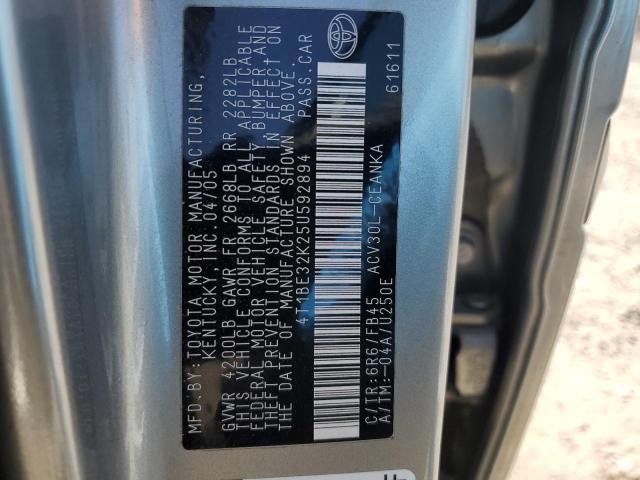 MFD.BY:TOYOTA MOTOR MANUFACTURING,
KENTUCKY,INC.04/05
GVWR 4200LB GAWR FR 2668LB RR 2282LB
THIS VEHICLE CONFORMS TO ALL APPLICABLE
FEDERAL MOTOR VEHICLE SAFETY BUMPER AND
THEFT PREVENTION STANDARDS IN EFFECT ON
THE DATE OF MANUFACTURE SHOWN ABOVE.
4T1BE32K25U592894 PASS.CAR
C/TR:6R6/FB45 ACV30L-CEANKA
A/TM:-04A/U250E 61611